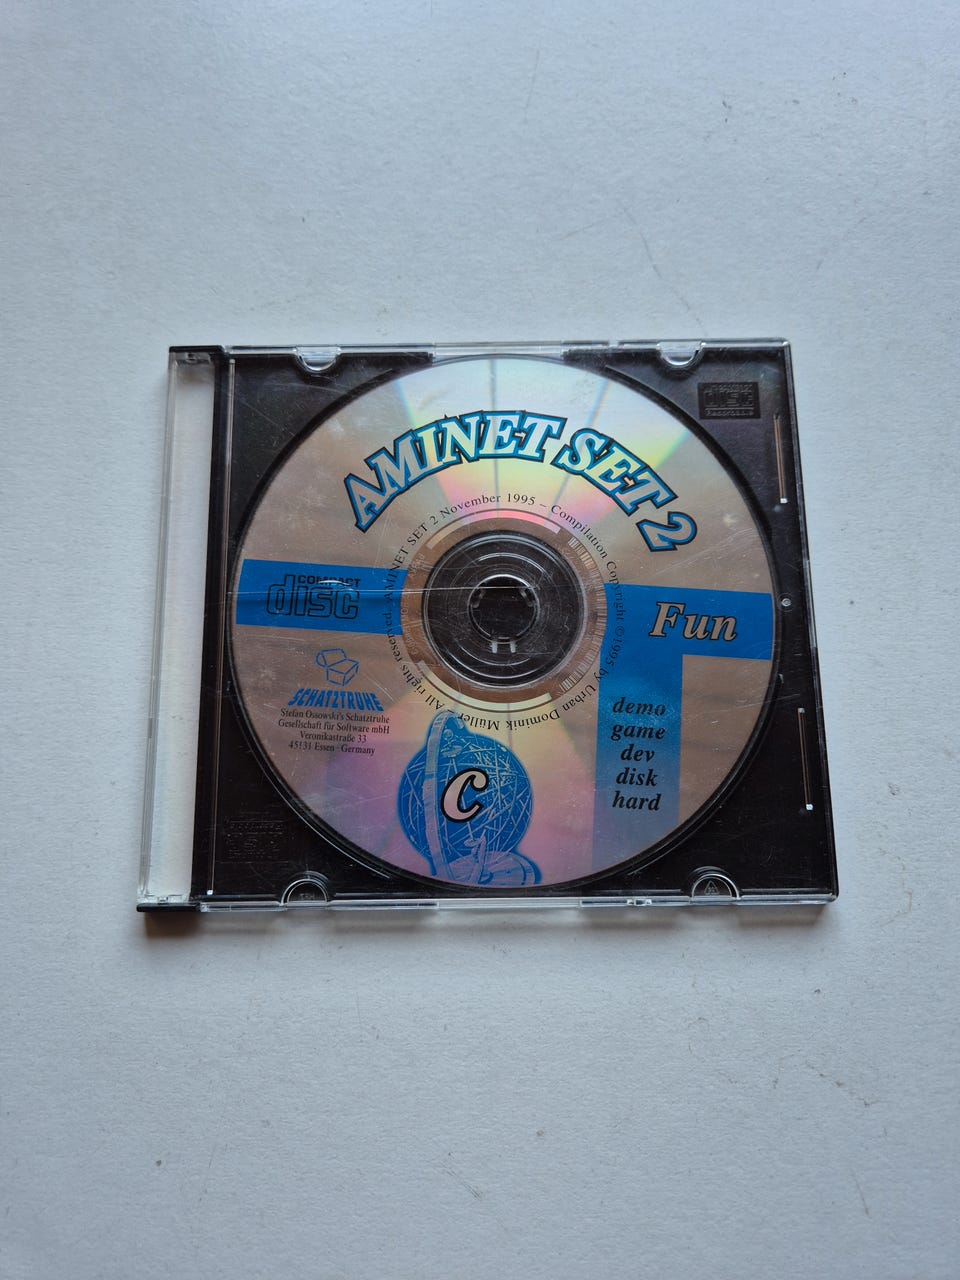 AMINET SET 2
AMINET SET 2 November 1995 – Compilation Copyright ©1995 by Urban Dominik Müller – All rights reserved.
COMPACT
disc
Fun
SCHATZTRUHE
Stefan Ossowski's Schatztruhe
Gesellschaft für Software mbH
Veronikastraße 33
45131 Essen · Germany
demo
game
dev
disk
hard
C
disc
Recordable